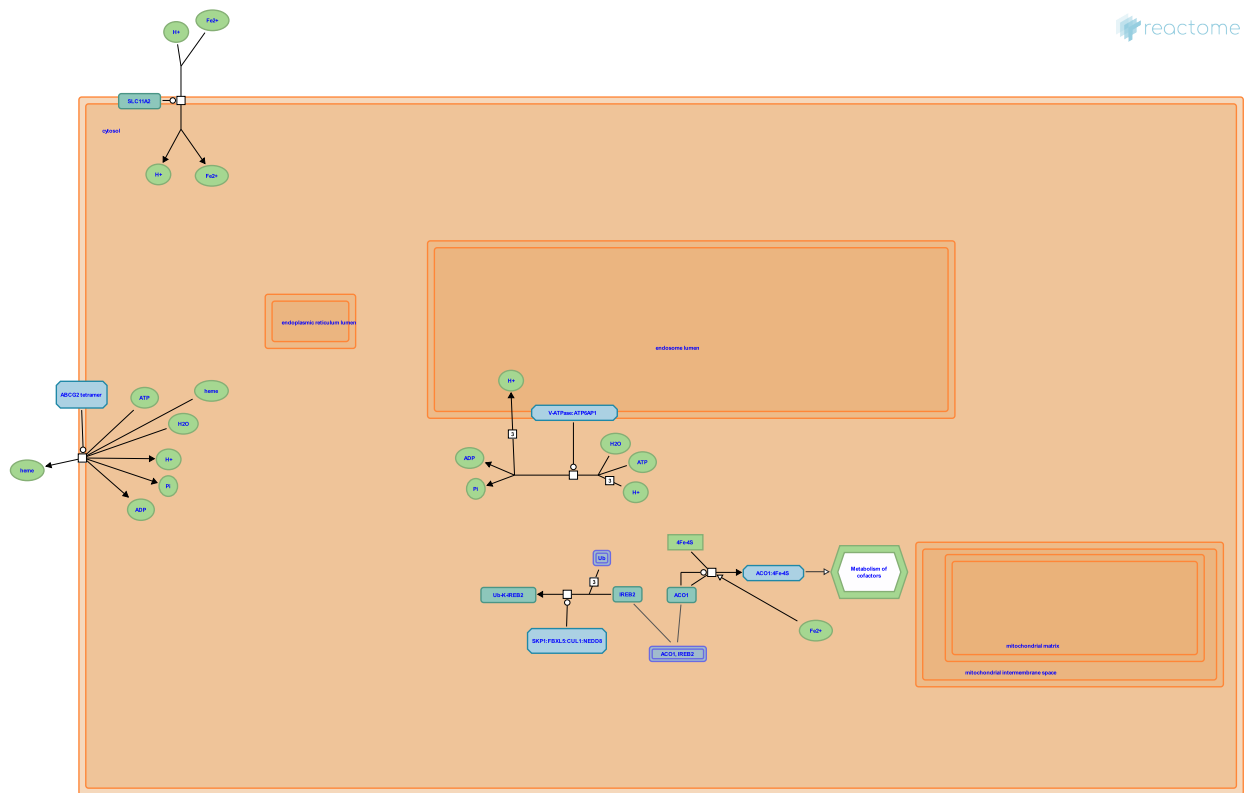 Fe2+
H+
reactome
SLC11A2
cytosol
H+
Fe2+
endoplasmic reticulum lumen
endosome lumen
H+
ABCG2 tetramer
ATP
heme
V-ATPase:ATP6AP1
H2O
3
H2O
heme
H+
Pi
ADP
ADP
Pi
ATP
3
H+
4Fe-4S
Ub
3
Ub-K-IREB2
IREB2
ACO1
ACO1:4Fe-4S
Metabolism of
cofactors
SKP1:FBXL5:CUL1:NEDD8
ACO1, IREB2
Fe2+
mitochondrial matrix
mitochondrial intermembrane space